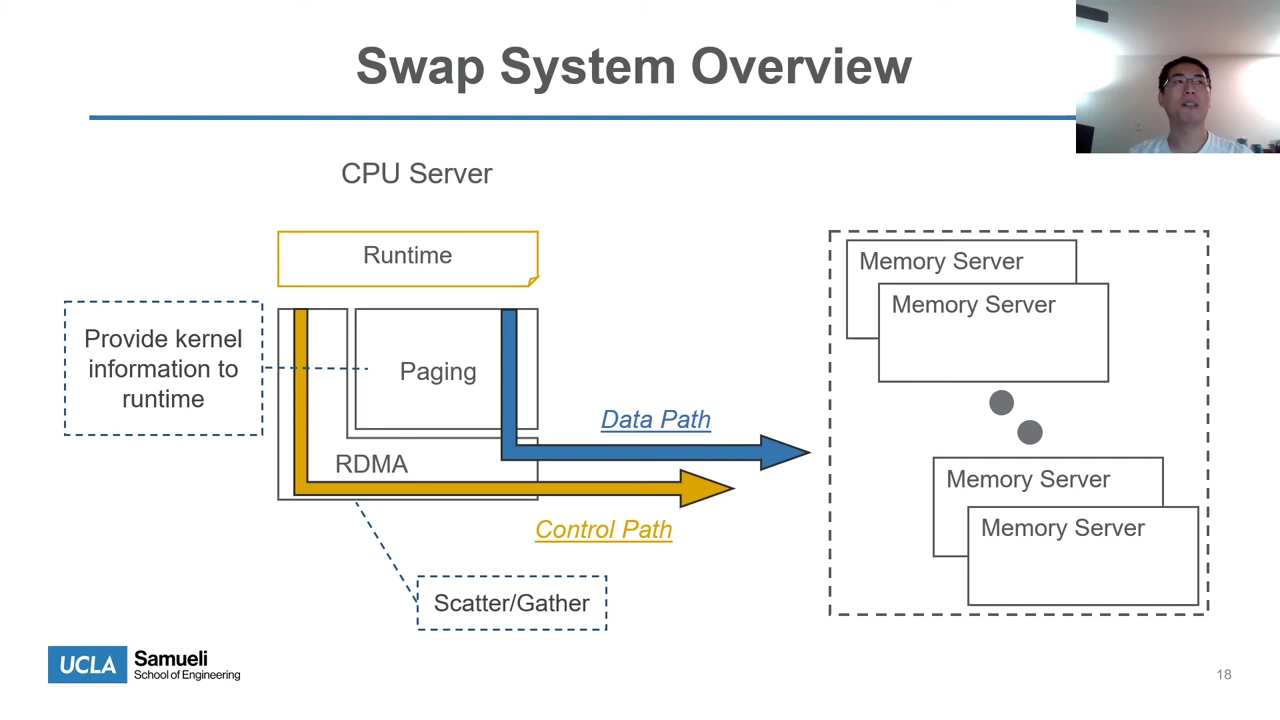 Swap System Overview
CPU Server
Runtime
Provide kernel
information to
runtime
Paging
RDMA
Data Path
Control Path
Scatter/Gather
Memory Server
Memory Server
Memory Server
Memory Server
UCLA
Samueli
School of Engineering
18